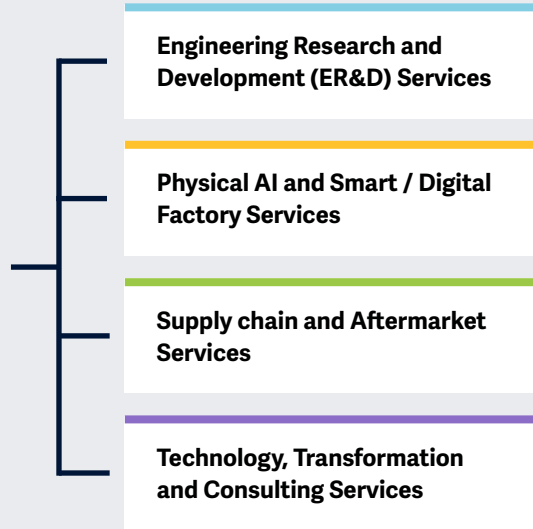 Engineering Research and
Development (ER&D) Services
Physical AI and Smart / Digital
Factory Services
Supply chain and Aftermarket
Services
Technology, Transformation
and Consulting Services